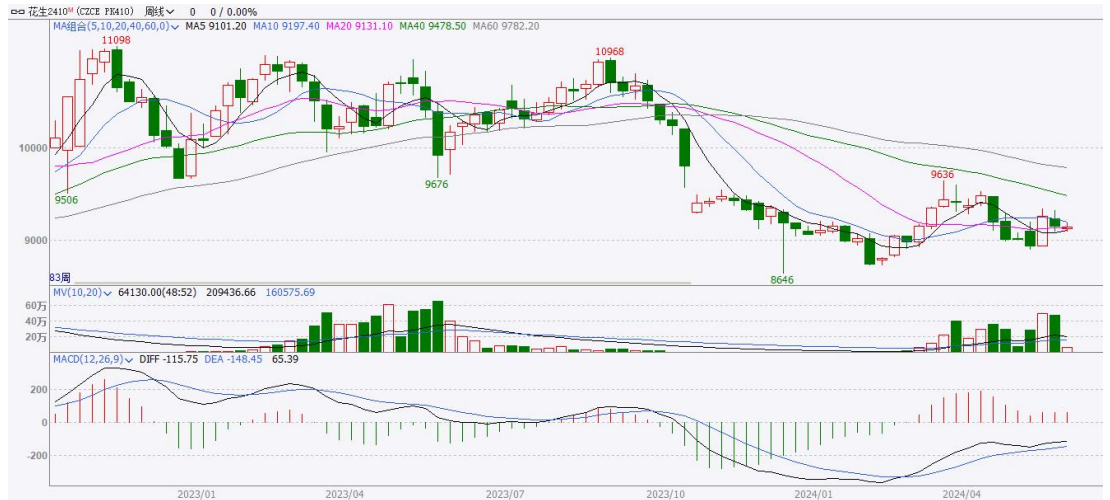 花生2410ᴹ (CZCE PK410) 周线 0 0 / 0.00%
MA组合(5,10,20,40,60,0) MA5 9101.20 MA10 9197.40 MA20 9131.10 MA40 9478.50 MA60 9782.20
11098
10968
10000
9676
9506
9636
9000
8646
83周
MV(10,20) 64130.00(48:52) 209436.66 160575.69
60万
40万
20万
MACD(12,26,9) DIFF -115.75 DEA -148.45 65.39
200
0
-200
2023/01 2023/04 2023/07 2023/10 2024/01 2024/04